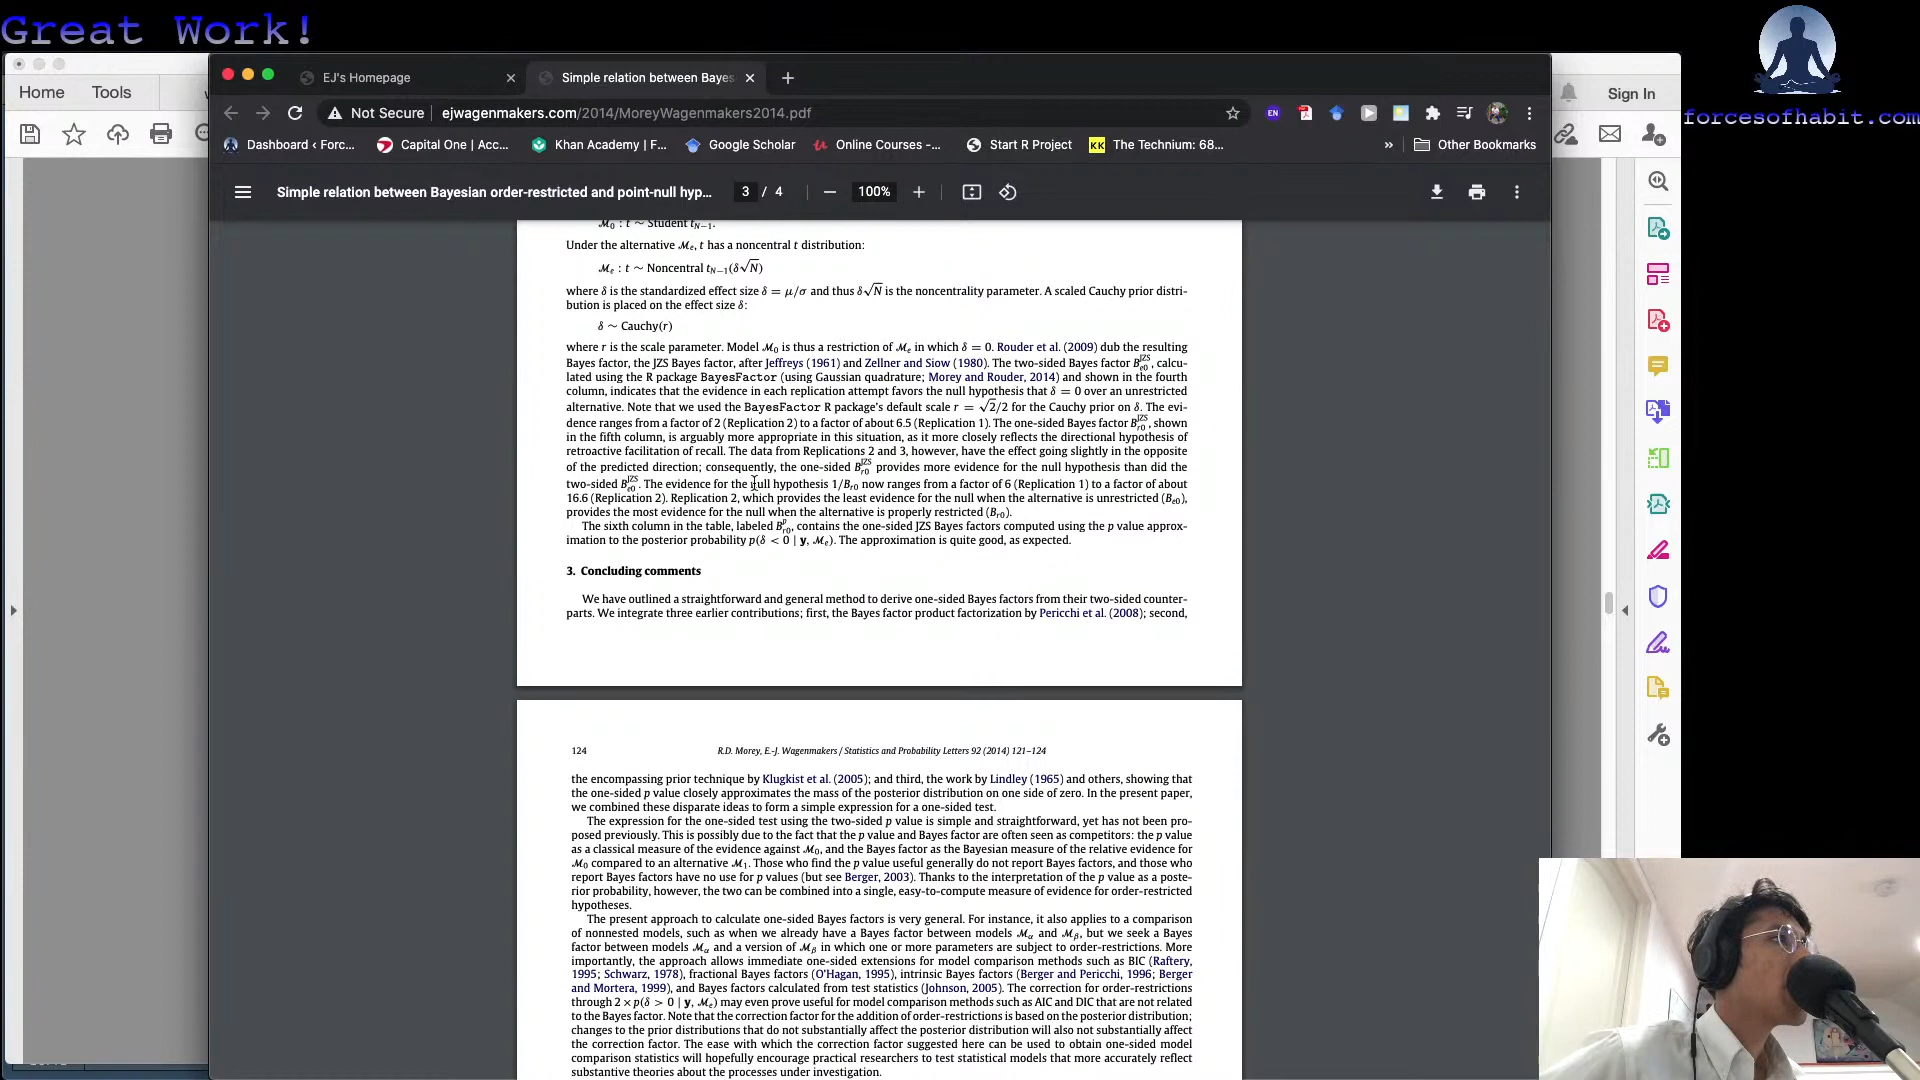 Great Work!
forcesofhabit.com
Home Tools
Sign In
EJ's Homepage
Simple relation between Bayes
Not Secure ejwagenmakers.com/2014/MoreyWagenmakers2014.pdf
EN
Dashboard ‹ Forc... Capital One | Acc... Khan Academy | F... Google Scholar Online Courses -... Start R Project KK The Technium: 68... » Other Bookmarks
Simple relation between Bayesian order-restricted and point-null hyp... 3 / 4 100%
ℳ₀ : t ∼ Student tN−1.
Under the alternative ℳe, t has a noncentral t distribution:
ℳe : t ∼ Noncentral tN−1(δ√N)
where δ is the standardized effect size δ = μ/σ and thus δ√N is the noncentrality parameter. A scaled Cauchy prior distri-
bution is placed on the effect size δ:
δ ∼ Cauchy(r)
where r is the scale parameter. Model ℳ₀ is thus a restriction of ℳe in which δ = 0. Rouder et al. (2009) dub the resulting
Bayes factor, the JZS Bayes factor, after Jeffreys (1961) and Zellner and Siow (1980). The two-sided Bayes factor B^JZS_e0, calcu-
lated using the R package BayesFactor (using Gaussian quadrature; Morey and Rouder, 2014) and shown in the fourth
column, indicates that the evidence in each replication attempt favors the null hypothesis that δ = 0 over an unrestricted
alternative. Note that we used the BayesFactor R package's default scale r = √2/2 for the Cauchy prior on δ. The evi-
dence ranges from a factor of 2 (Replication 2) to a factor of about 6.5 (Replication 1). The one-sided Bayes factor B^JZS_r0, shown
in the fifth column, is arguably more appropriate in this situation, as it more closely reflects the directional hypothesis of
retroactive facilitation of recall. The data from Replications 2 and 3, however, have the effect going slightly in the opposite
of the predicted direction; consequently, the one-sided B^JZS_r0 provides more evidence for the null hypothesis than did the
two-sided B^JZS_e0. The evidence for the null hypothesis 1/Br0 now ranges from a factor of 6 (Replication 1) to a factor of about
16.6 (Replication 2). Replication 2, which provides the least evidence for the null when the alternative is unrestricted (Be0),
provides the most evidence for the null when the alternative is properly restricted (Br0).
The sixth column in the table, labeled B^p_r0, contains the one-sided JZS Bayes factors computed using the p value approx-
imation to the posterior probability p(δ < 0 | y, ℳe). The approximation is quite good, as expected.
3. Concluding comments
We have outlined a straightforward and general method to derive one-sided Bayes factors from their two-sided counter-
parts. We integrate three earlier contributions; first, the Bayes factor product factorization by Pericchi et al. (2008); second,
124 R.D. Morey, E.-J. Wagenmakers / Statistics and Probability Letters 92 (2014) 121–124
the encompassing prior technique by Klugkist et al. (2005); and third, the work by Lindley (1965) and others, showing that
the one-sided p value closely approximates the mass of the posterior distribution on one side of zero. In the present paper,
we combined these disparate ideas to form a simple expression for a one-sided test.
The expression for the one-sided test using the two-sided p value is simple and straightforward, yet has not been pro-
posed previously. This is possibly due to the fact that the p value and Bayes factor are often seen as competitors: the p value
as a classical measure of the evidence against ℳ₀, and the Bayes factor as the Bayesian measure of the relative evidence for
ℳ₀ compared to an alternative ℳ₁. Those who find the p value useful generally do not report Bayes factors, and those who
report Bayes factors have no use for p values (but see Berger, 2003). Thanks to the interpretation of the p value as a poste-
rior probability, however, the two can be combined into a single, easy-to-compute measure of evidence for order-restricted
hypotheses.
The present approach to calculate one-sided Bayes factors is very general. For instance, it also applies to a comparison
of nonnested models, such as when we already have a Bayes factor between models ℳα and ℳβ, but we seek a Bayes
factor between models ℳα and a version of ℳβ in which one or more parameters are subject to order-restrictions. More
importantly, the approach allows immediate one-sided extensions for model comparison methods such as BIC (Raftery,
1995; Schwarz, 1978), fractional Bayes factors (O'Hagan, 1995), intrinsic Bayes factors (Berger and Pericchi, 1996; Berger
and Mortera, 1999), and Bayes factors calculated from test statistics (Johnson, 2005). The correction for order-restrictions
through 2 × p(δ > 0 | y, ℳe) may even prove useful for model comparison methods such as AIC and DIC that are not related
to the Bayes factor. Note that the correction factor for the addition of order-restrictions is based on the posterior distribution;
changes to the prior distributions that do not substantially affect the posterior distribution will also not substantially affect
the correction factor. The ease with which the correction factor suggested here can be used to obtain one-sided model
comparison statistics will hopefully encourage practical researchers to test statistical models that more accurately reflect
substantive theories about the processes under investigation.